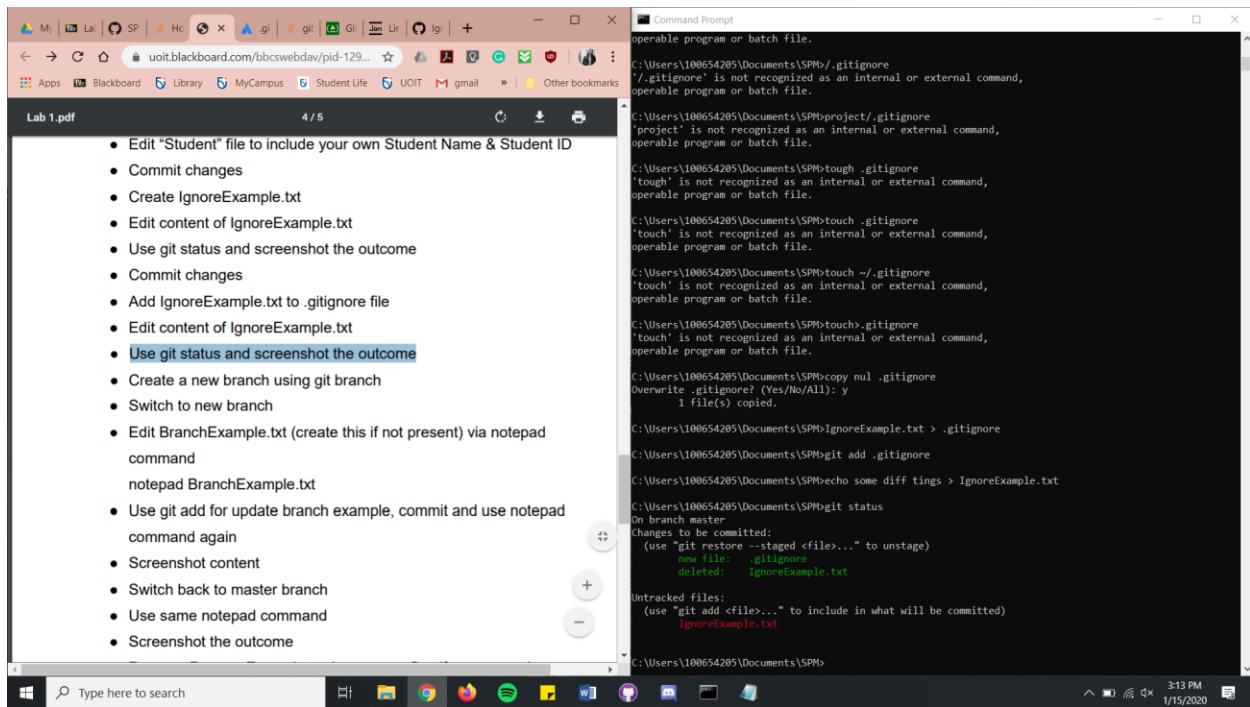 My
Lal
SP
Hc
.gi
git
Gi
Jan Lir
Ig
uoit.blackboard.com/bbcswebdav/pid-129...
Apps Blackboard Library MyCampus Student Life UOIT gmail » Other bookmarks
Lab 1.pdf 4 / 5
● Edit “Student” file to include your own Student Name & Student ID
● Commit changes
● Create IgnoreExample.txt
● Edit content of IgnoreExample.txt
● Use git status and screenshot the outcome
● Commit changes
● Add IgnoreExample.txt to .gitignore file
● Edit content of IgnoreExample.txt
● Use git status and screenshot the outcome
● Create a new branch using git branch
● Switch to new branch
● Edit BranchExample.txt (create this if not present) via notepad
command
notepad BranchExample.txt
● Use git add for update branch example, commit and use notepad
command again
● Screenshot content
● Switch back to master branch
● Use same notepad command
● Screenshot the outcome
Command Prompt
operable program or batch file.
C:\Users\100654205\Documents\SPM>/.gitignore
'/.gitignore' is not recognized as an internal or external command,
operable program or batch file.
C:\Users\100654205\Documents\SPM>project/.gitignore
'project' is not recognized as an internal or external command,
operable program or batch file.
C:\Users\100654205\Documents\SPM>tough .gitignore
'tough' is not recognized as an internal or external command,
operable program or batch file.
C:\Users\100654205\Documents\SPM>touch .gitignore
'touch' is not recognized as an internal or external command,
operable program or batch file.
C:\Users\100654205\Documents\SPM>touch ~/.gitignore
'touch' is not recognized as an internal or external command,
operable program or batch file.
C:\Users\100654205\Documents\SPM>touch>.gitignore
'touch' is not recognized as an internal or external command,
operable program or batch file.
C:\Users\100654205\Documents\SPM>copy nul .gitignore
Overwrite .gitignore? (Yes/No/All): y
1 file(s) copied.
C:\Users\100654205\Documents\SPM>IgnoreExample.txt > .gitignore
C:\Users\100654205\Documents\SPM>git add .gitignore
C:\Users\100654205\Documents\SPM>echo some diff tings > IgnoreExample.txt
C:\Users\100654205\Documents\SPM>git status
On branch master
Changes to be committed:
(use "git restore --staged <file>..." to unstage)
new file: .gitignore
deleted: IgnoreExample.txt
Untracked files:
(use "git add <file>..." to include in what will be committed)
IgnoreExample.txt
C:\Users\100654205\Documents\SPM>
Type here to search
3:13 PM
1/15/2020